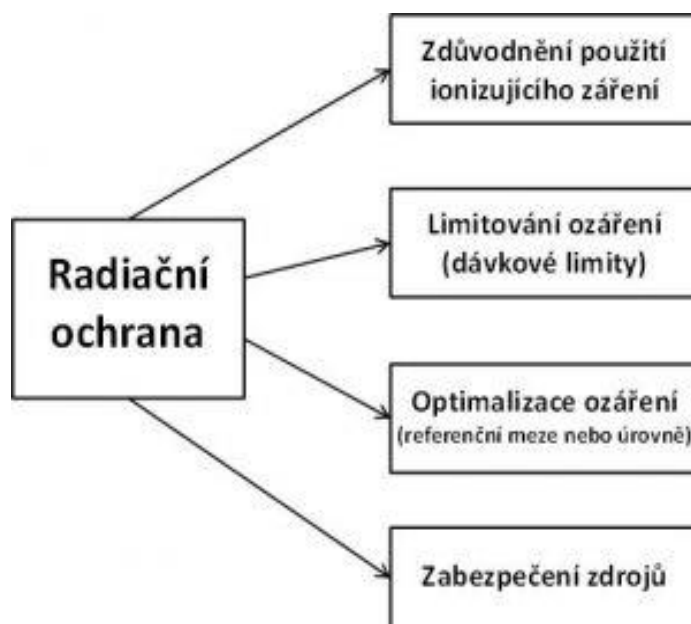 Zdůvodnění použití
ionizujícího záření
Limitování ozáření
(dávkové limity)
Radiační
ochrana
Optimalizace ozáření
(referenční meze nebo úrovně)
Zabezpečení zdrojů